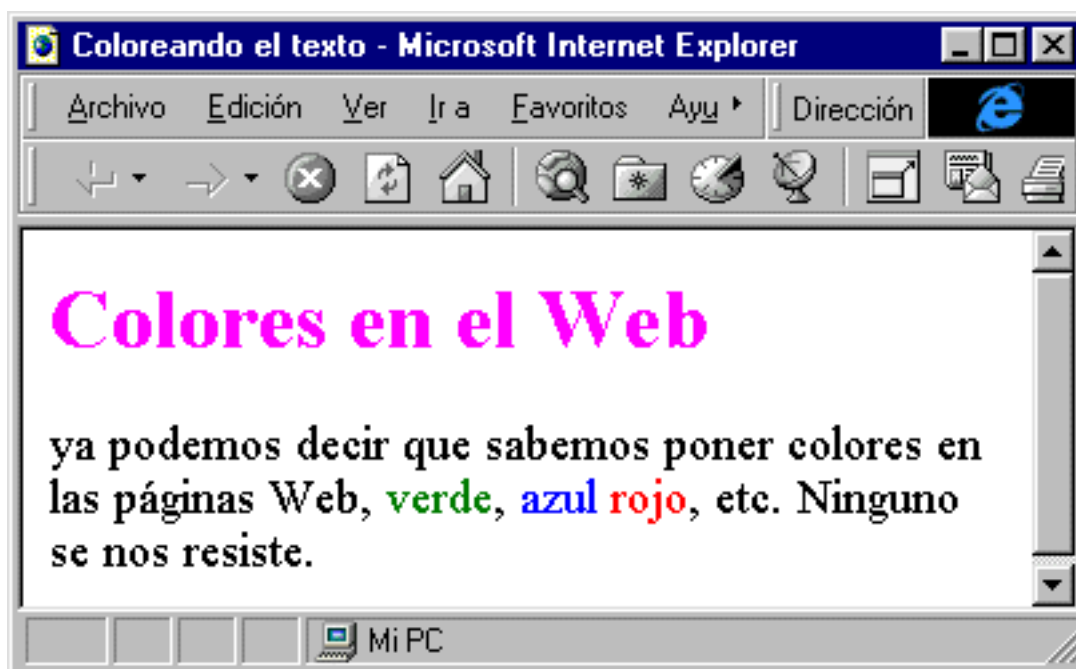 Coloreando el texto - Microsoft Internet Explorer
Archivo Edición Ver Ir a Favoritos Ayu Dirección
Colores en el Web
ya podemos decir que sabemos poner colores en
las páginas Web, verde, azul rojo, etc. Ninguno
se nos resiste.
Mi PC